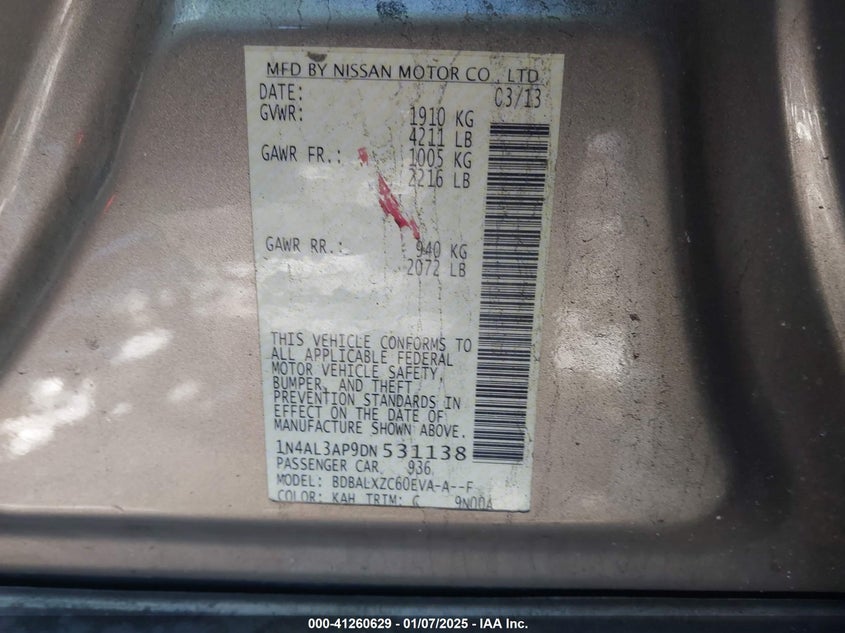 MFD BY NISSAN MOTOR CO., LTD
DATE: 03/13
GVWR: 1910 KG
4211 LB
GAWR FR.: 1005 KG
2216 LB
GAWR RR.: 940 KG
2072 LB
THIS VEHICLE CONFORMS TO
ALL APPLICABLE FEDERAL
MOTOR VEHICLE SAFETY,
BUMPER, AND THEFT
PREVENTION STANDARDS IN
EFFECT ON THE DATE OF
MANUFACTURE SHOWN ABOVE.
1N4AL3AP9DN 531138
PASSENGER CAR 936
MODEL: BDBALXZC60EVA-A--F
COLOR: KAH TRIM: G 9N00A
000-41260629 - 01/07/2025 - IAA Inc.